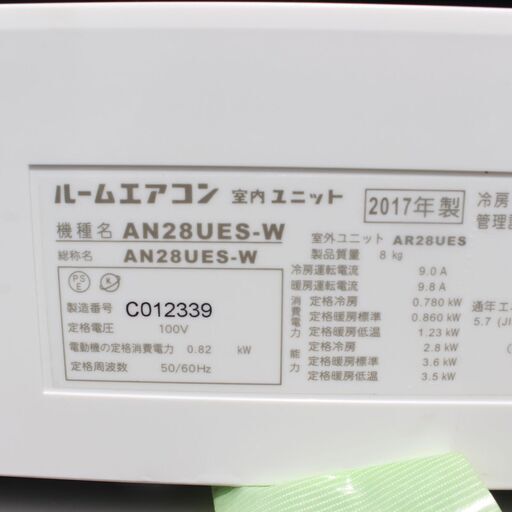 ルームエアコン 室内ユニット 2017年製 冷房
管理
機種名 AN28UES-W
総称名 AN28UES-W
PS
E
製造番号 C012339
定格電圧 100V
電動機の定格消費電力 0.82 kW
定格周波数 50/60Hz
室外ユニット AR28UES
製品質量 8 kg
冷房運転電流 9.0 A
暖房運転電流 9.8 A
消費電力 定格冷房 0.780 kW
定格暖房標準 0.860 kW
定格暖房低温 1.23 kW
能力 定格冷房 2.8 kW
定格暖房標準 3.6 kW
定格暖房低温 3.5 kW
通年エネ
5.7 (JI